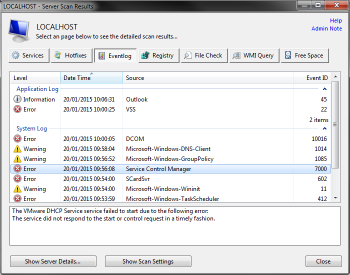 LOCALHOST - Server Scan Results
LOCALHOST
Select an page below to see the detailed scan results...
Help
Admin Note
Services
Hotfixes
Eventlog
Registry
File Check
WMI Query
Free Space
Level Date Time Source Event ID
Application Log
Information 20/01/2015 10:06:31 Outlook 45
Error 20/01/2015 10:00:05 VSS 22
2 items
System Log
Error 20/01/2015 10:00:05 DCOM 10016
Warning 20/01/2015 09:58:04 Microsoft-Windows-DNS-Client 1014
Warning 20/01/2015 09:56:52 Microsoft-Windows-GroupPolicy 1085
Error 20/01/2015 09:56:08 Service Control Manager 7000
Error 20/01/2015 09:54:00 SCardSvr 602
Warning 20/01/2015 09:54:00 Microsoft-Windows-Wininit 11
Error 20/01/2015 09:53:59 Microsoft-Windows-TaskScheduler 412
The VMware DHCP Service service failed to start due to the following error:
The service did not respond to the start or control request in a timely fashion.
Show Server Details...
Show Scan Settings
Close